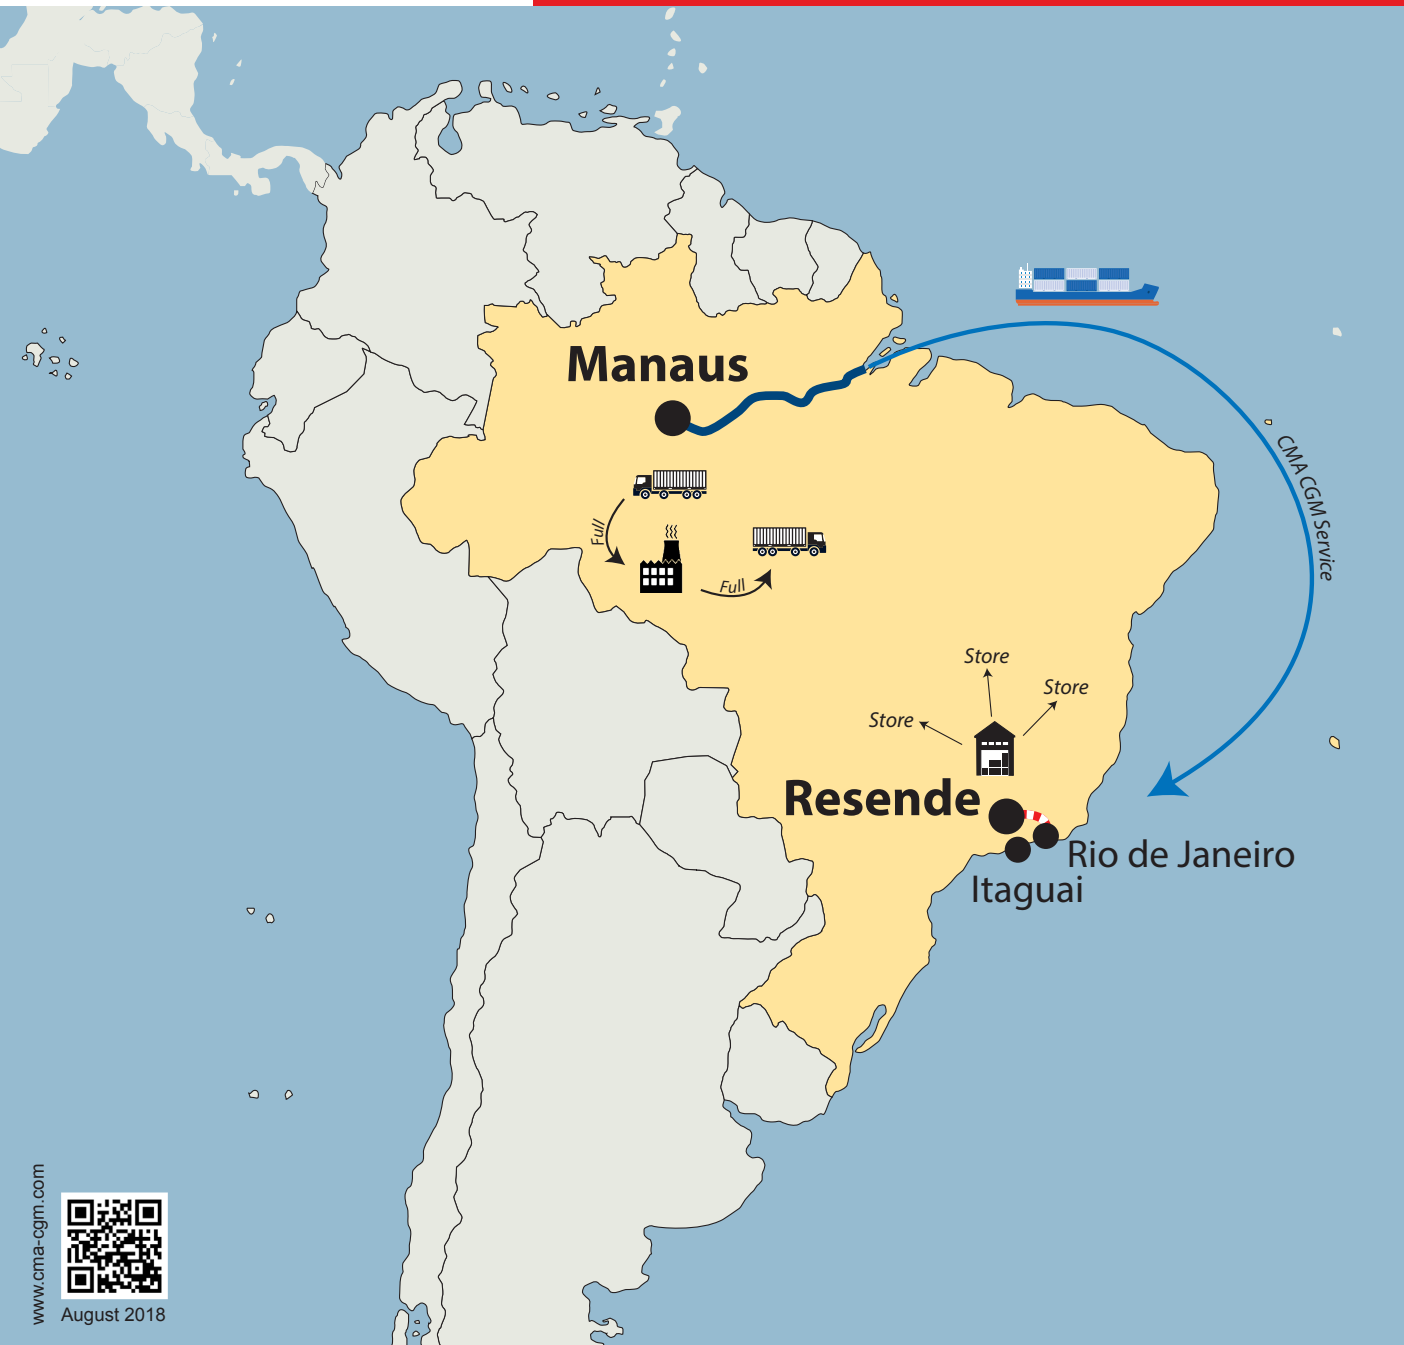 Manaus
CMA CGM Service
Full
Full
Store
Store
Store
Resende
Rio de Janeiro
Itaguai
www.cma-cgm.com
August 2018